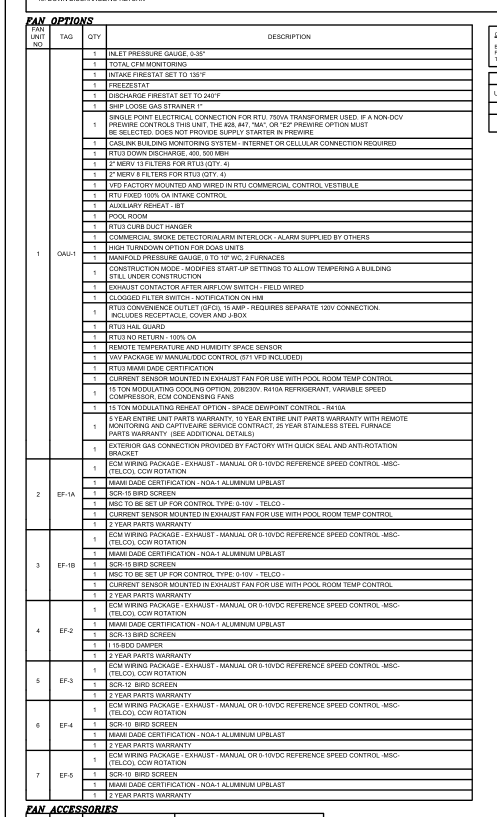 FAN OPTIONS
FAN UNIT NO TAG QTY DESCRIPTION
1 OAU-1
1 INLET PRESSURE GAUGE, 0-35"
1 TOTAL CFM MONITORING
1 INTAKE FIRESTAT SET TO 135°F
1 FREEZESTAT
1 DISCHARGE FIRESTAT SET TO 240°F
1 SHIP LOOSE GAS STRAINER 1"
1 SINGLE POINT ELECTRICAL CONNECTION FOR RTU. 750VA TRANSFORMER USED. IF A NON-DCV
PREWIRE CONTROLS THIS UNIT, THE #28, #47, "MA", OR "E2" PREWIRE OPTION MUST
BE SELECTED. DOES NOT PROVIDE SUPPLY STARTER IN PREWIRE
1 CASLINK BUILDING MONITORING SYSTEM - INTERNET OR CELLULAR CONNECTION REQUIRED
1 RTU3 DOWN DISCHARGE, 400, 500 MBH
1 2" MERV 13 FILTERS FOR RTU3 (QTY. 4)
1 2" MERV 8 FILTERS FOR RTU3 (QTY. 4)
1 VFD FACTORY MOUNTED AND WIRED IN RTU COMMERCIAL CONTROL VESTIBULE
1 RTU FIXED 100% OA INTAKE CONTROL
1 AUXILIARY REHEAT - IBT
1 POOL ROOM
1 RTU3 CURB DUCT HANGER
1 COMMERCIAL SMOKE DETECTOR/ALARM INTERLOCK - ALARM SUPPLIED BY OTHERS
1 HIGH TURNDOWN OPTION FOR DOAS UNITS
1 MANIFOLD PRESSURE GAUGE, 0 TO 10" WC, 2 FURNACES
1 CONSTRUCTION MODE - MODIFIES START-UP SETTINGS TO ALLOW TEMPERING A BUILDING
STILL UNDER CONSTRUCTION
1 EXHAUST CONTACTOR AFTER AIRFLOW SWITCH - FIELD WIRED
1 CLOGGED FILTER SWITCH - NOTIFICATION ON HMI
1 RTU3 CONVENIENCE OUTLET (GFCI), 15 AMP - REQUIRES SEPARATE 120V CONNECTION.
INCLUDES RECEPTACLE, COVER AND J-BOX
1 RTU3 HAIL GUARD
1 RTU3 NO RETURN - 100% OA
1 REMOTE TEMPERATURE AND HUMIDITY SPACE SENSOR
1 VAV PACKAGE W/ MANUAL/DDC CONTROL (571 VFD INCLUDED)
1 RTU3 MIAMI DADE CERTIFICATION
1 CURRENT SENSOR MOUNTED IN EXHAUST FAN FOR USE WITH POOL ROOM TEMP CONTROL
1 15 TON MODULATING COOLING OPTION. 208/230V. R410A REFRIGERANT, VARIABLE SPEED
COMPRESSOR, ECM CONDENSING FANS
1 15 TON MODULATING REHEAT OPTION - SPACE DEWPOINT CONTROL - R410A
1 5 YEAR ENTIRE UNIT PARTS WARRANTY, 10 YEAR ENTIRE UNIT PARTS WARRANTY WITH REMOTE
MONITORING AND CAPTIVEAIRE SERVICE CONTRACT, 25 YEAR STAINLESS STEEL FURNACE
PARTS WARRANTY (SEE ADDITIONAL DETAILS)
1 EXTERIOR GAS CONNECTION PROVIDED BY FACTORY WITH QUICK SEAL AND ANTI-ROTATION
BRACKET
2 EF-1A
1 ECM WIRING PACKAGE - EXHAUST - MANUAL OR 0-10VDC REFERENCE SPEED CONTROL -MSC-
(TELCO), CCW ROTATION
1 MIAMI DADE CERTIFICATION - NOA-1 ALUMINUM UPBLAST
1 SCR-15 BIRD SCREEN
1 MSC TO BE SET UP FOR CONTROL TYPE: 0-10V - TELCO -
1 CURRENT SENSOR MOUNTED IN EXHAUST FAN FOR USE WITH POOL ROOM TEMP CONTROL
1 2 YEAR PARTS WARRANTY
3 EF-1B
1 ECM WIRING PACKAGE - EXHAUST - MANUAL OR 0-10VDC REFERENCE SPEED CONTROL -MSC-
(TELCO), CCW ROTATION
1 MIAMI DADE CERTIFICATION - NOA-1 ALUMINUM UPBLAST
1 SCR-15 BIRD SCREEN
1 MSC TO BE SET UP FOR CONTROL TYPE: 0-10V - TELCO -
1 CURRENT SENSOR MOUNTED IN EXHAUST FAN FOR USE WITH POOL ROOM TEMP CONTROL
1 2 YEAR PARTS WARRANTY
4 EF-2
1 ECM WIRING PACKAGE - EXHAUST - MANUAL OR 0-10VDC REFERENCE SPEED CONTROL -MSC-
(TELCO), CCW ROTATION
1 MIAMI DADE CERTIFICATION - NOA-1 ALUMINUM UPBLAST
1 SCR-13 BIRD SCREEN
1 I 15-BDD DAMPER
1 2 YEAR PARTS WARRANTY
5 EF-3
1 ECM WIRING PACKAGE - EXHAUST - MANUAL OR 0-10VDC REFERENCE SPEED CONTROL -MSC-
(TELCO), CCW ROTATION
1 SCR-12 BIRD SCREEN
1 2 YEAR PARTS WARRANTY
6 EF-4
1 ECM WIRING PACKAGE - EXHAUST - MANUAL OR 0-10VDC REFERENCE SPEED CONTROL -MSC-
(TELCO), CCW ROTATION
1 SCR-10 BIRD SCREEN
1 MIAMI DADE CERTIFICATION - NOA-1 ALUMINUM UPBLAST
1 2 YEAR PARTS WARRANTY
7 EF-5
1 ECM WIRING PACKAGE - EXHAUST - MANUAL OR 0-10VDC REFERENCE SPEED CONTROL -MSC-
(TELCO), CCW ROTATION
1 SCR-10 BIRD SCREEN
1 MIAMI DADE CERTIFICATION - NOA-1 ALUMINUM UPBLAST
1 2 YEAR PARTS WARRANTY
FAN ACCESSORIES